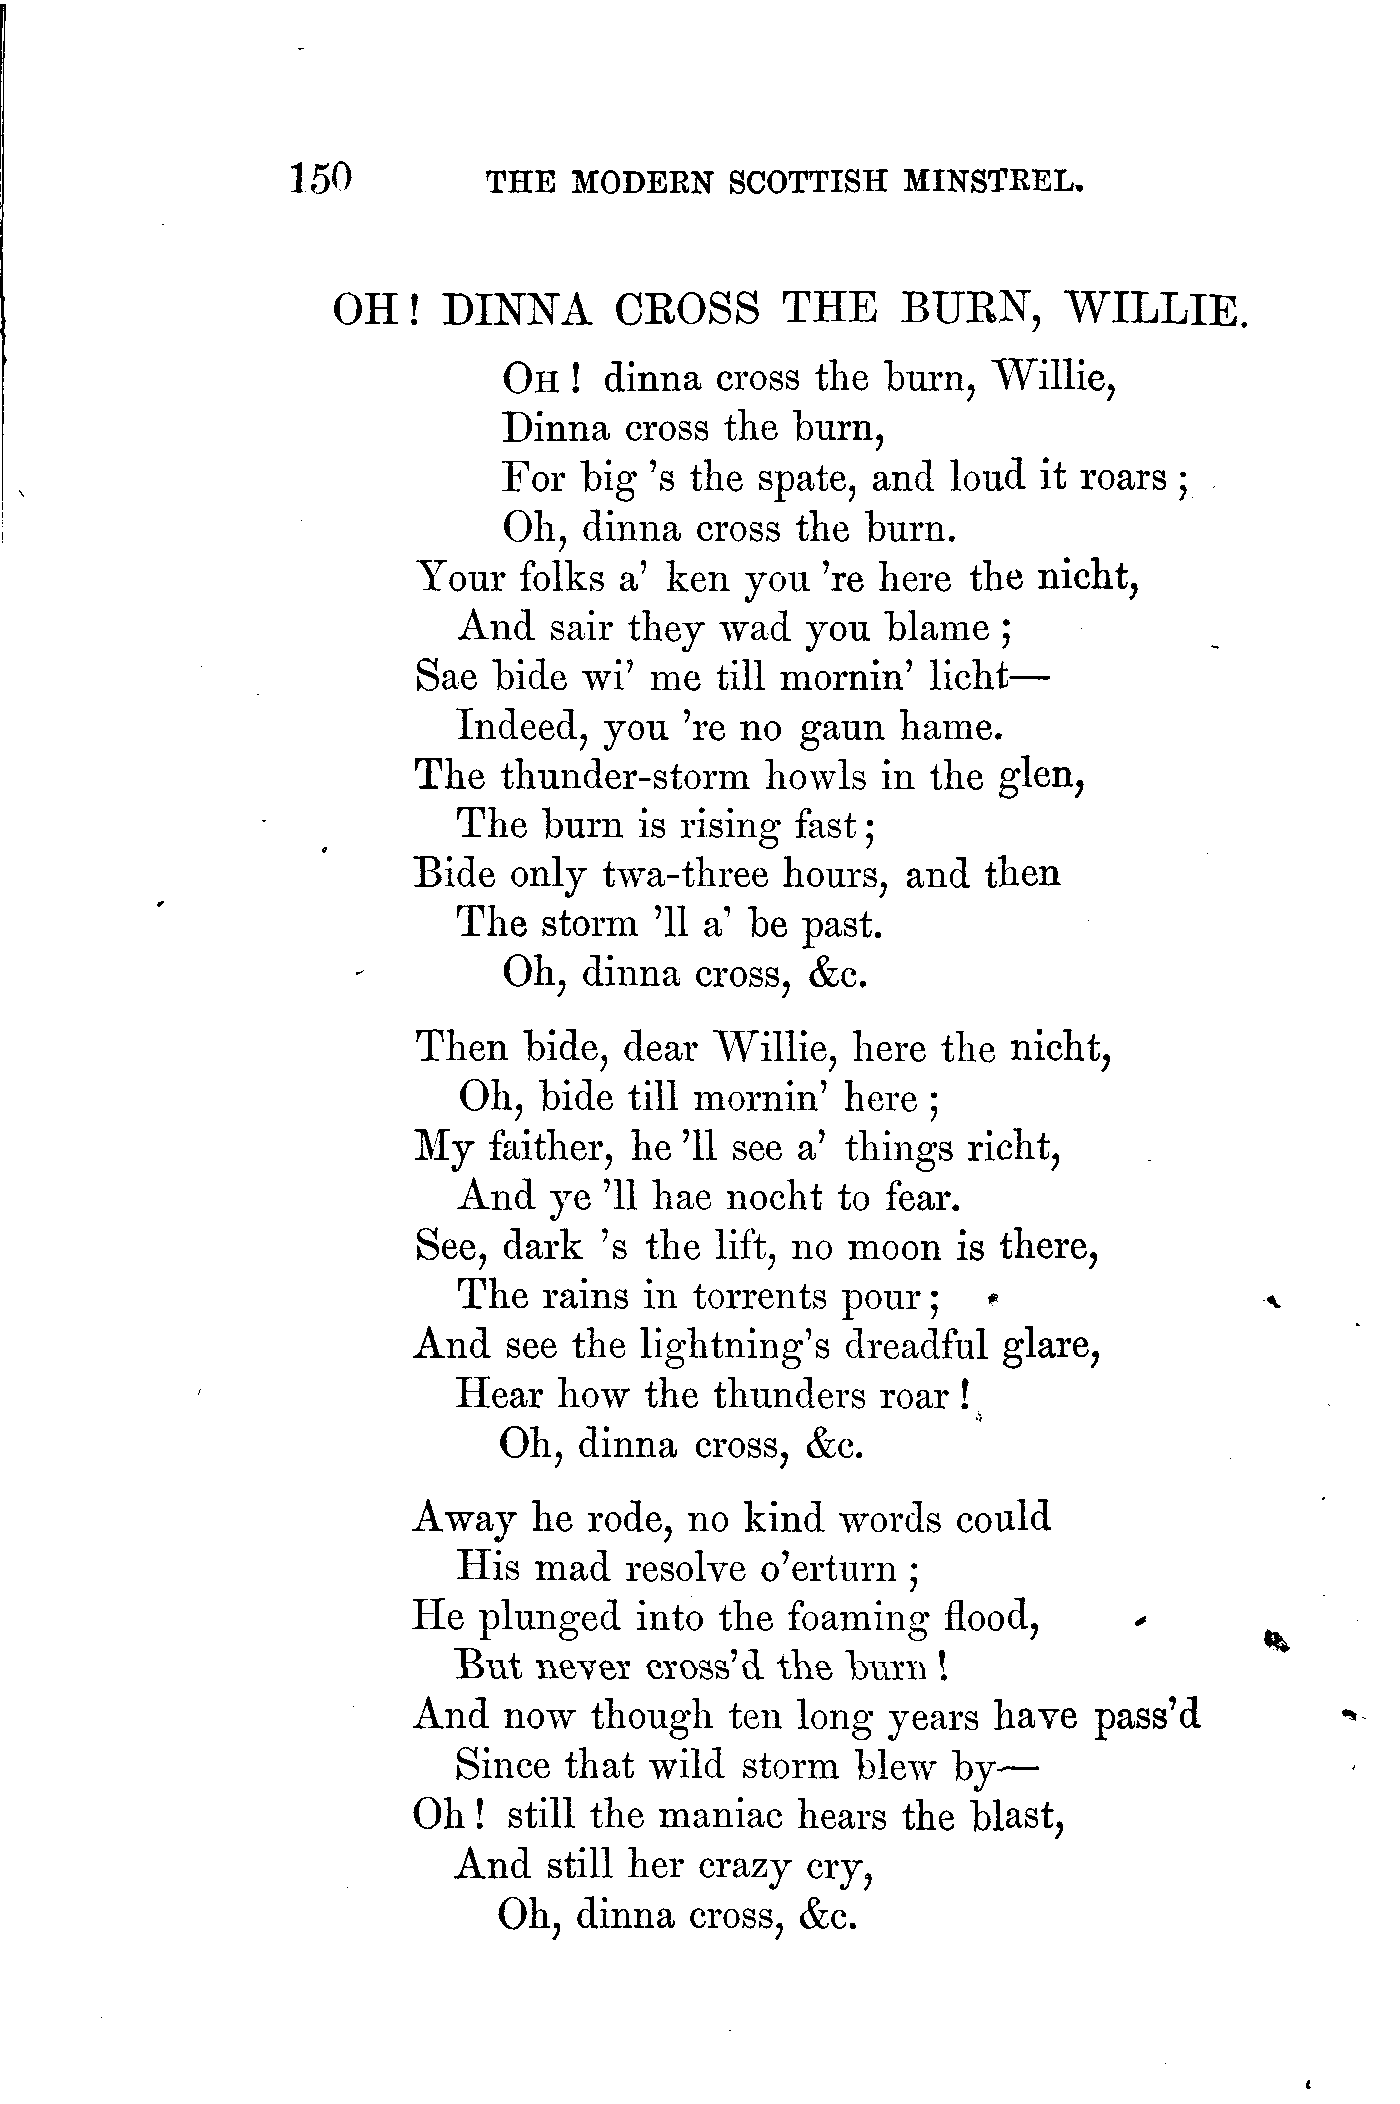 150 THE MODERN SCOTTISH MINSTREL.
OH! DINNA CROSS THE BURN, WILLIE.
OH! dinna cross the burn, Willie,
Dinna cross the burn,
For big 's the spate, and loud it roars;
Oh, dinna cross the burn.
Your folks a' ken you 're here the nicht,
And sair they wad you blame;
Sae bide wi' me till mornin' licht—
Indeed, you 're no gaun hame.
The thunder-storm howls in the glen,
The burn is rising fast;
Bide only twa-three hours, and then
The storm 'll a' be past.
Oh, dinna cross, &c.
Then bide, dear Willie, here the nicht,
Oh, bide till mornin' here;
My faither, he 'll see a' things richt,
And ye 'll hae nocht to fear.
See, dark 's the lift, no moon is there,
The rains in torrents pour;
And see the lightning's dreadful glare,
Hear how the thunders roar!
Oh, dinna cross, &c.
Away he rode, no kind words could
His mad resolve o'erturn;
He plunged into the foaming flood,
But never cross'd the burn!
And now though ten long years have pass'd
Since that wild storm blew by—
Oh! still the maniac hears the blast,
And still her crazy cry,
Oh, dinna cross, &c.